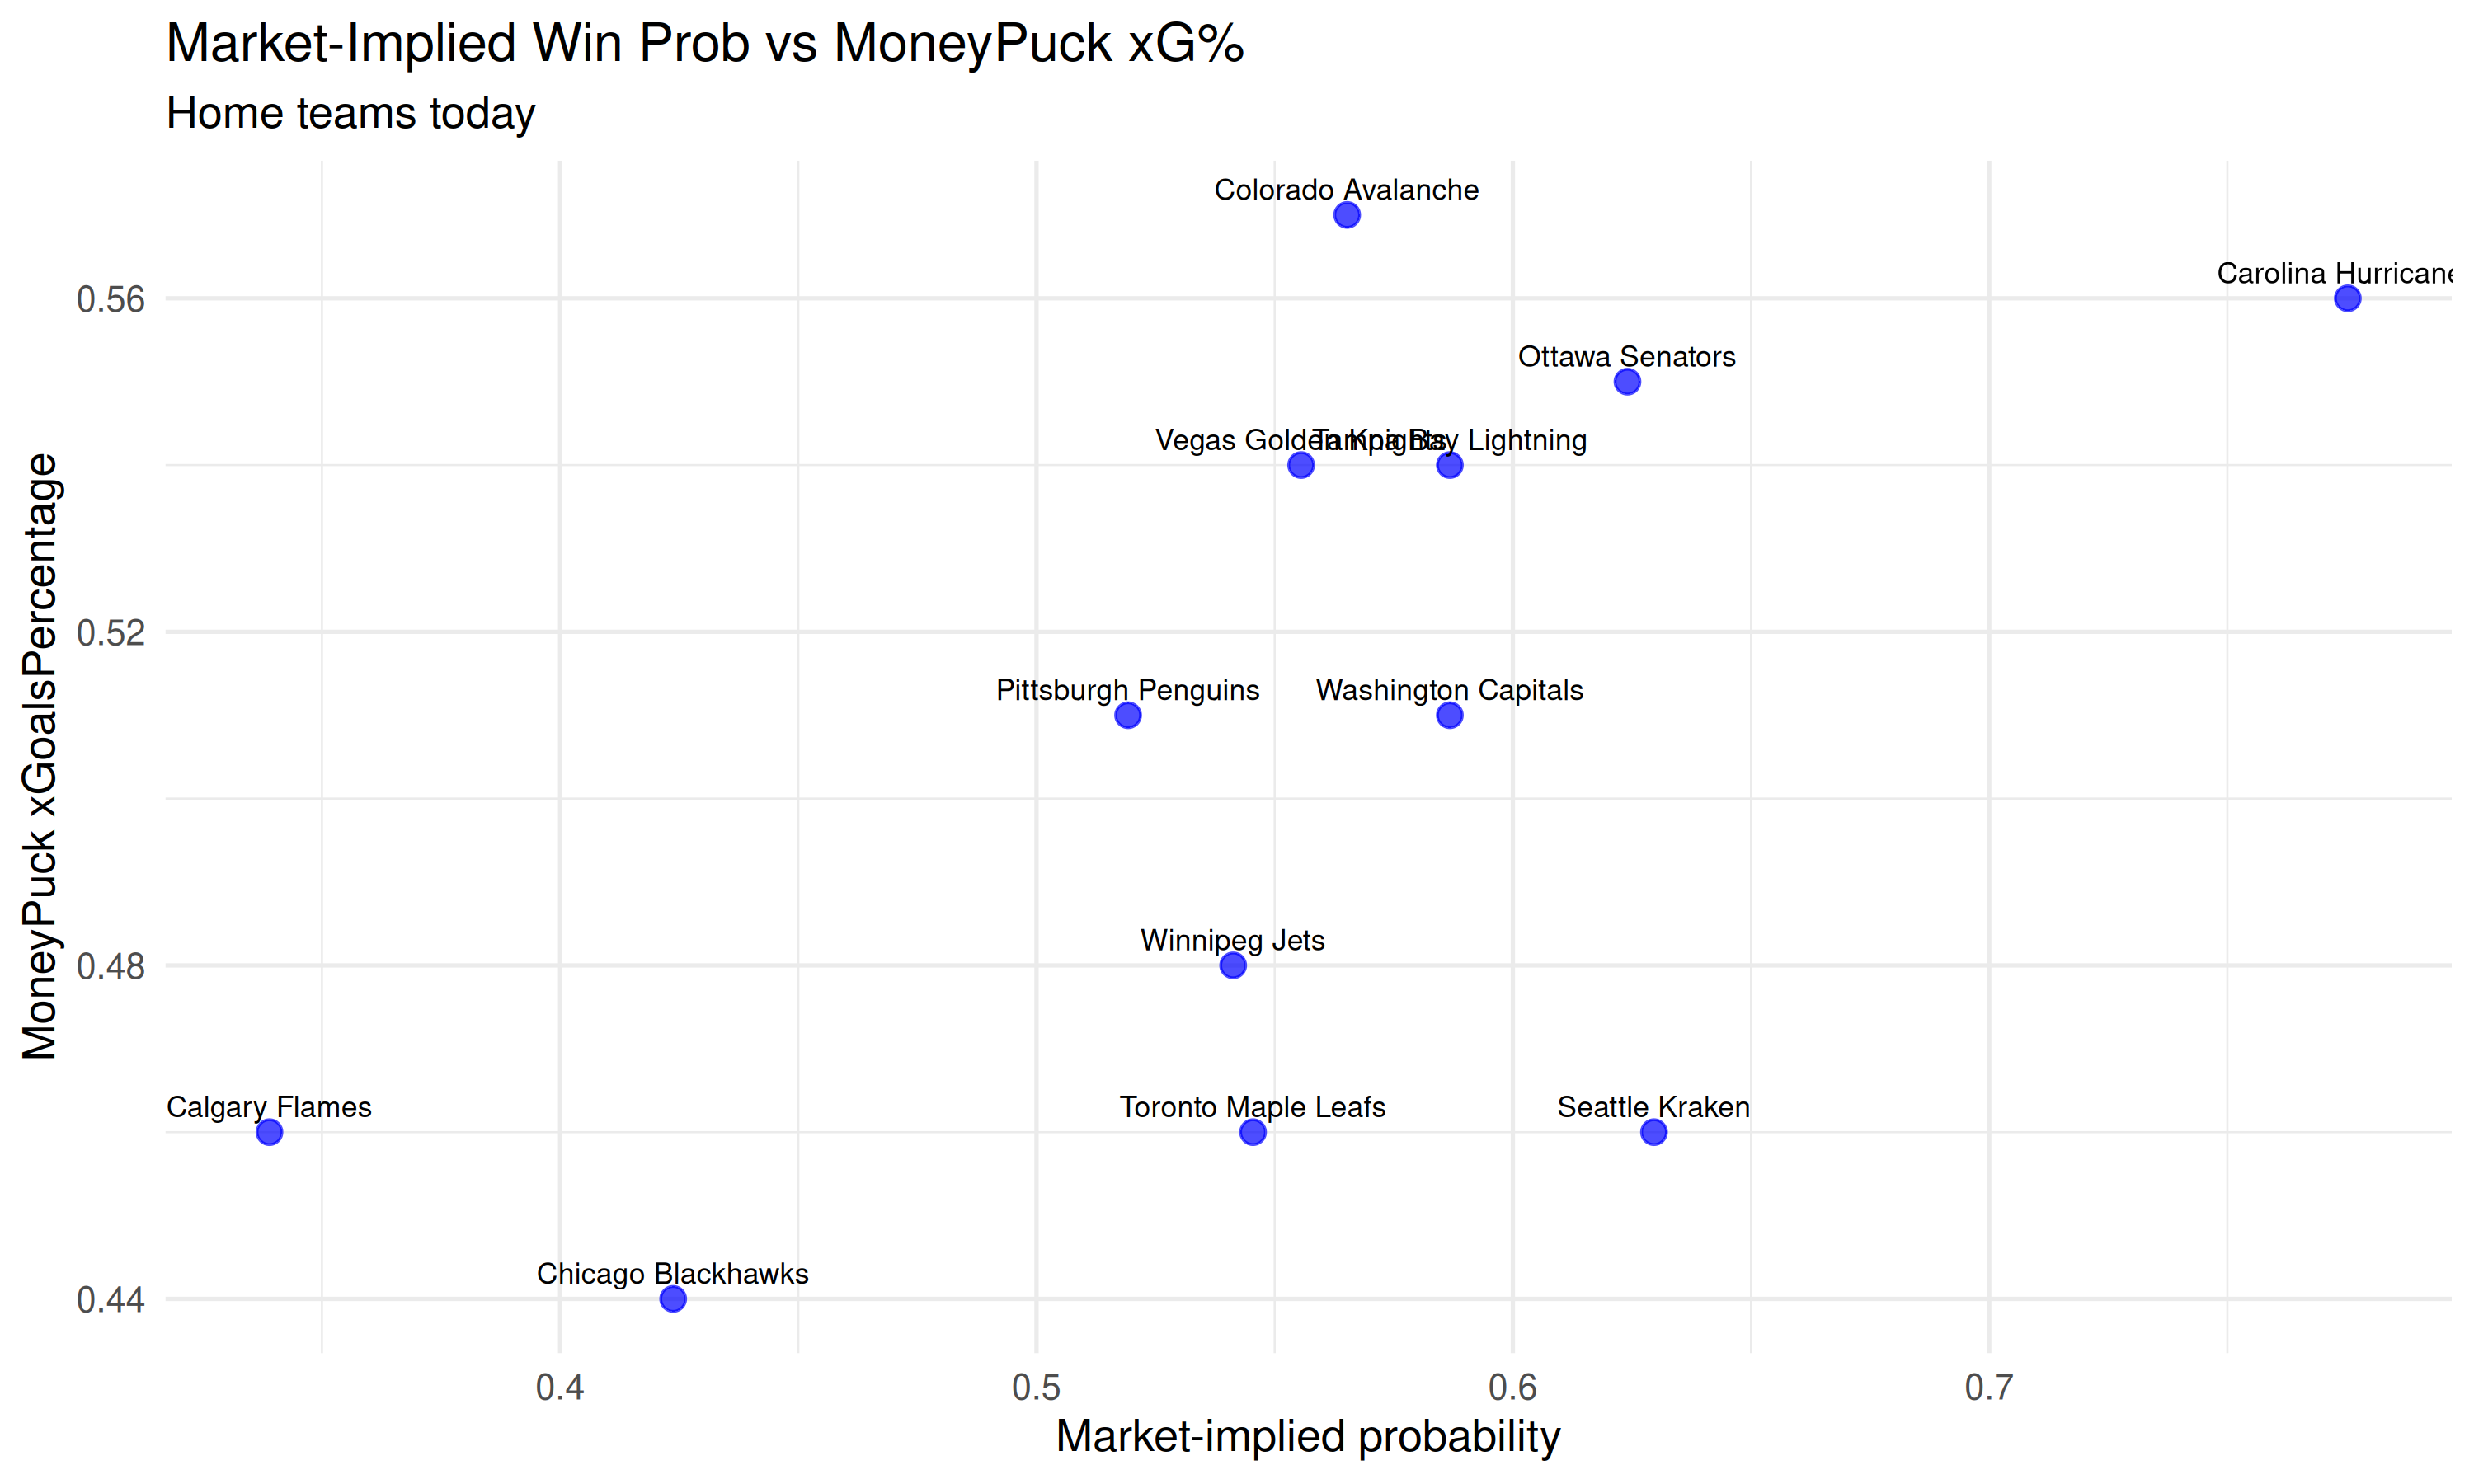 Market-Implied Win Prob vs MoneyPuck xG%
Home teams today
Colorado Avalanche
Carolina Hurricane
Ottawa Senators
Vegas Golden Knights
Tampa Bay Lightning
Pittsburgh Penguins
Washington Capitals
Winnipeg Jets
Calgary Flames
Toronto Maple Leafs
Seattle Kraken
Chicago Blackhawks
0.56
0.52
0.48
0.44
MoneyPuck xGoalsPercentage
0.4
0.5
0.6
0.7
Market-implied probability